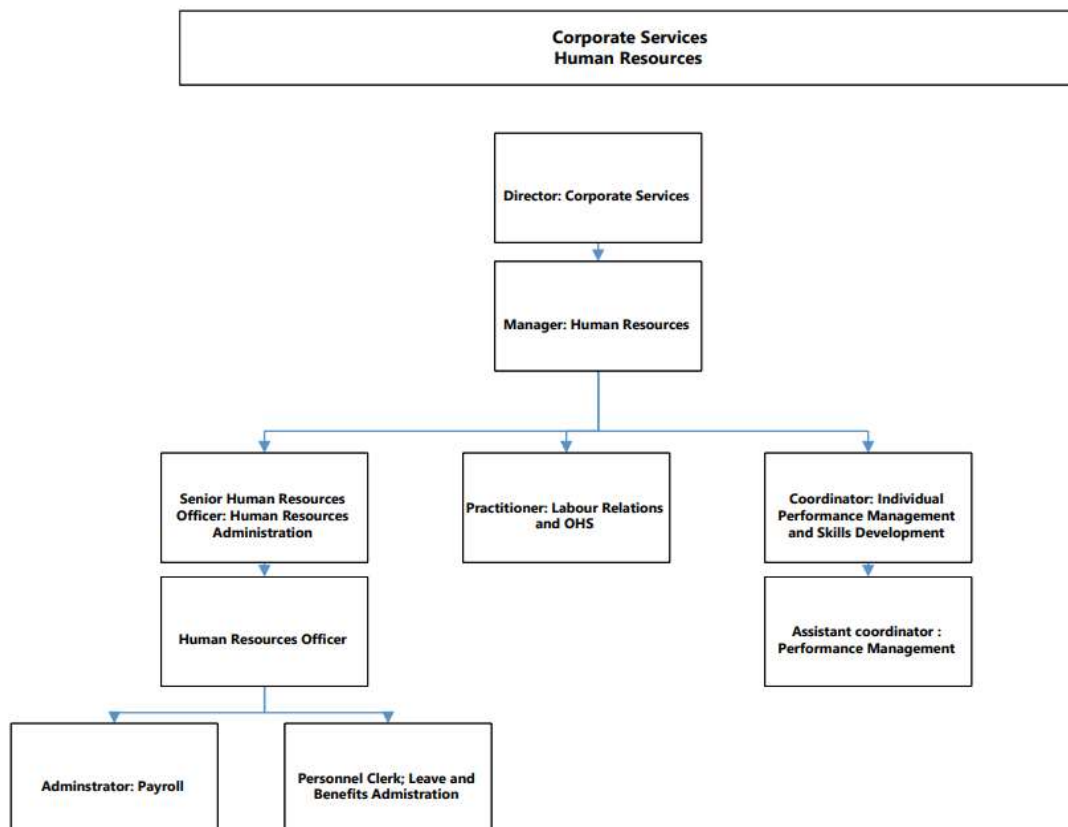 Corporate Services
Human Resources
Director: Corporate Services
Manager: Human Resources
Senior Human Resources
Officer: Human Resources
Administration
Practitioner: Labour Relations
and OHS
Coordinator: Individual
Performance Management
and Skills Development
Human Resources Officer
Assistant coordinator :
Performance Management
Adminstrator: Payroll
Personnel Clerk; Leave and
Benefits Admistration